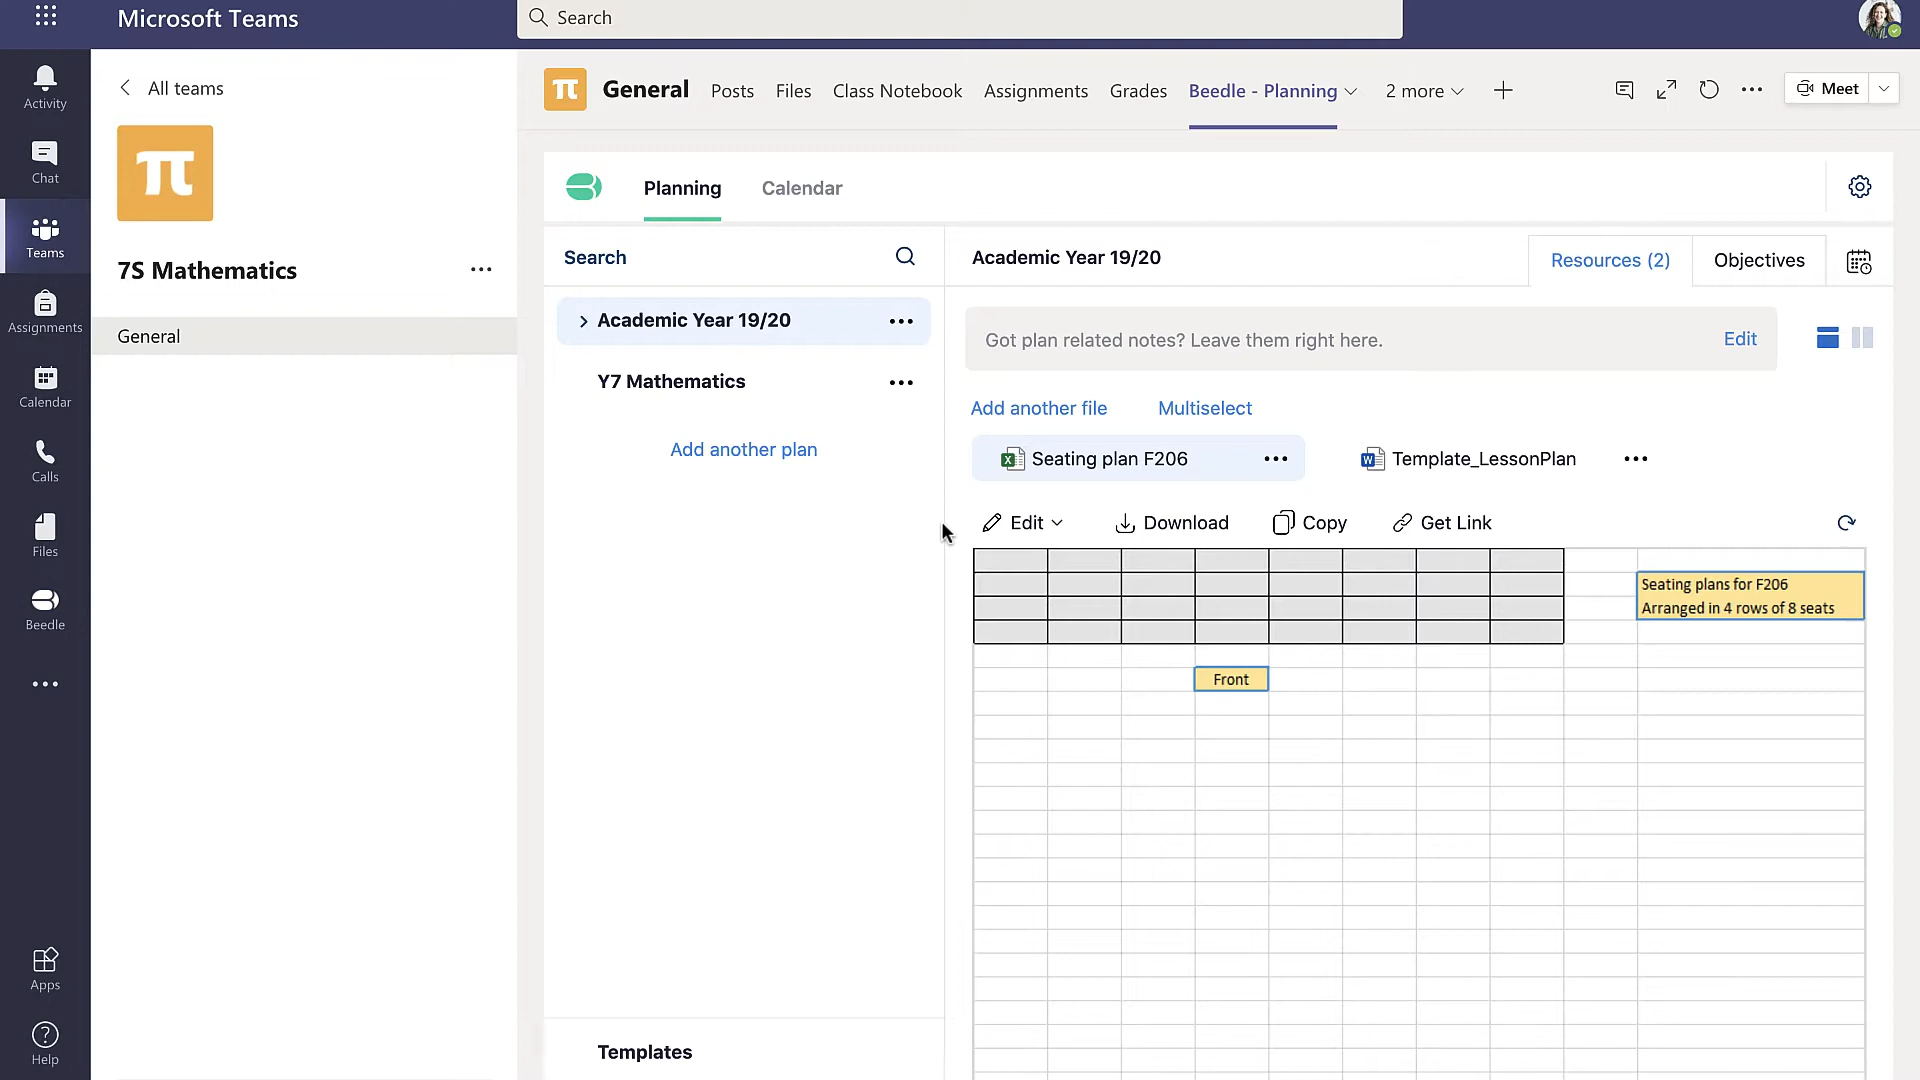 Microsoft Teams
Search
Activity
Chat
Teams
Assignments
Calendar
Calls
Files
Beedle
Apps
Help
All teams
π
7S Mathematics
General
π
General
Posts
Files
Class Notebook
Assignments
Grades
Beedle - Planning
2 more
Meet
Planning
Calendar
Search
Academic Year 19/20
Y7 Mathematics
Add another plan
Templates
Academic Year 19/20
Resources (2)
Objectives
Got plan related notes? Leave them right here.
Edit
Add another file
Multiselect
Seating plan F206
Template_LessonPlan
Edit
Download
Copy
Get Link
Seating plans for F206
Arranged in 4 rows of 8 seats
Front